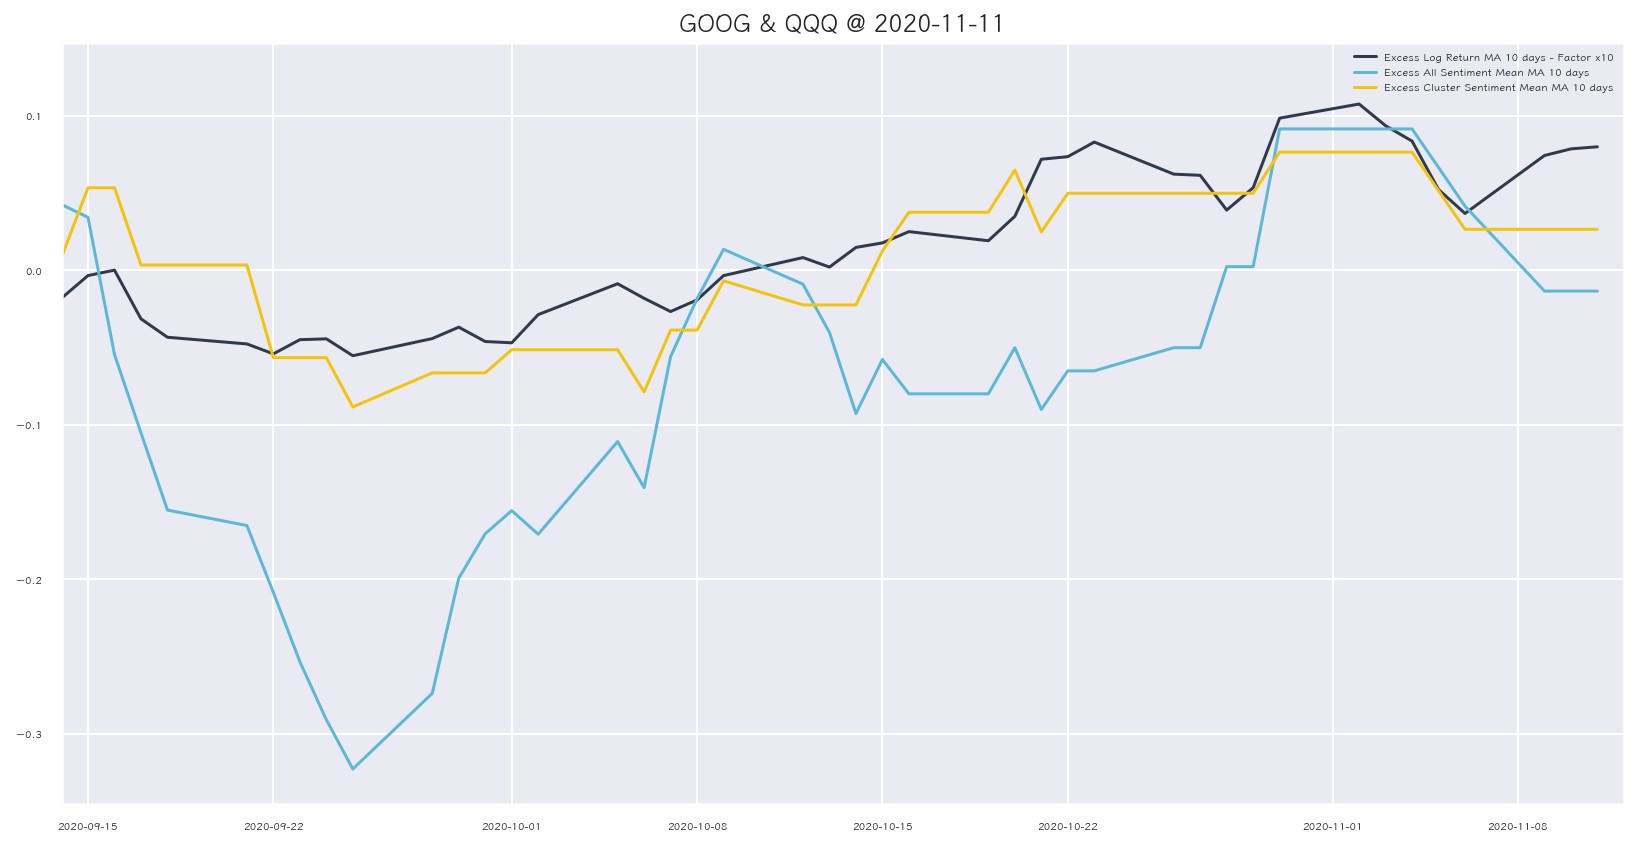 GOOG & QQQ @ 2020-11-11
Excess Log Return MA 10 days - Factor x10
Excess All Sentiment Mean MA 10 days
Excess Cluster Sentiment Mean MA 10 days
0.1
0.0
−0.1
−0.2
−0.3
2020-09-15 2020-09-22 2020-10-01 2020-10-08 2020-10-15 2020-10-22 2020-11-01 2020-11-08